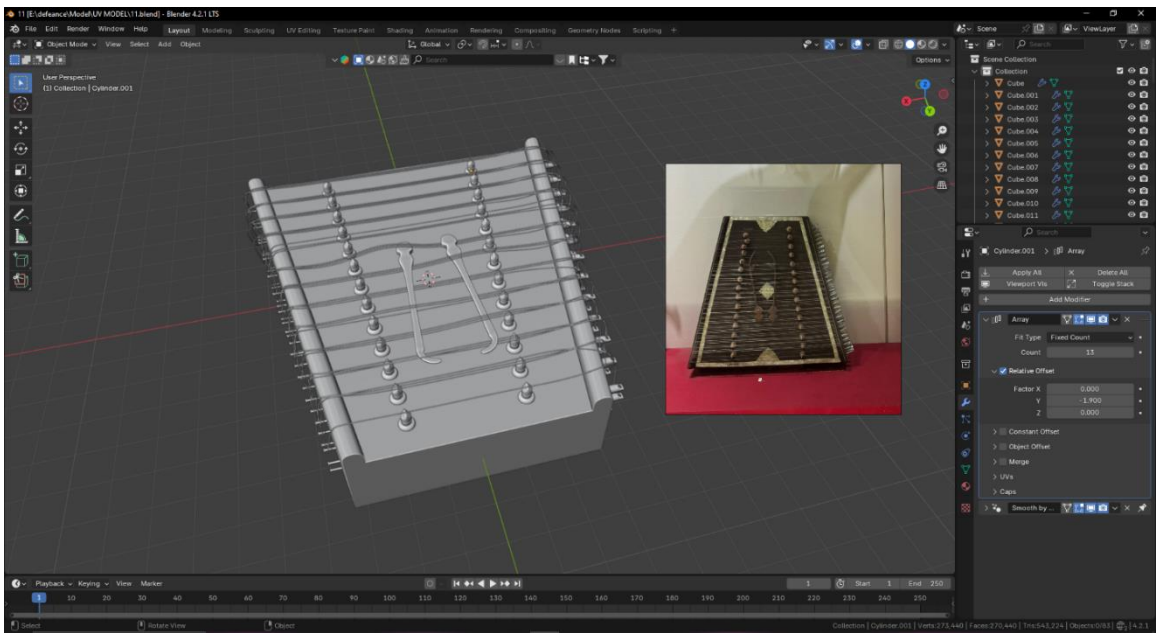 11 [E:\defeance\Model\UV MODEL\11.blend] - Blender 4.2.1 LTS
File Edit Render Window Help Layout Modeling Sculpting UV Editing Texture Paint Shading Animation Rendering Compositing Geometry Nodes Scripting + Scene ViewLayer
Object Mode View Select Add Object Global Search
Search Options Scene Collection
User Perspective
(1) Collection | Cylinder.001
Collection
Cube
Cube.001
Cube.002
Cube.003
Cube.004
Cube.005
Cube.006
Cube.007
Cube.008
Cube.009
Cube.010
Cube.011
X
Y
Search
Cylinder.001 > Array
Apply All Delete All
Viewport Vis Toggle Stack
Add Modifier
Array
Fit Type Fixed Count
Count 13
Relative Offset
Factor X 0.000
Y -1.900
Z 0.000
Constant Offset
Object Offset
Merge
UVs
Caps
Smooth by ...
Playback Keying View Marker 1 Start 1 End 250
1 10 20 30 40 50 60 70 80 90 100 110 120 130 140 150 160 170 180 190 200 210 220 230 240 250
Select Rotate View Object Collection | Cylinder.001 | Verts:273,440 | Faces:270,440 | Tris:543,224 | Objects:0/83 | 4.2.1